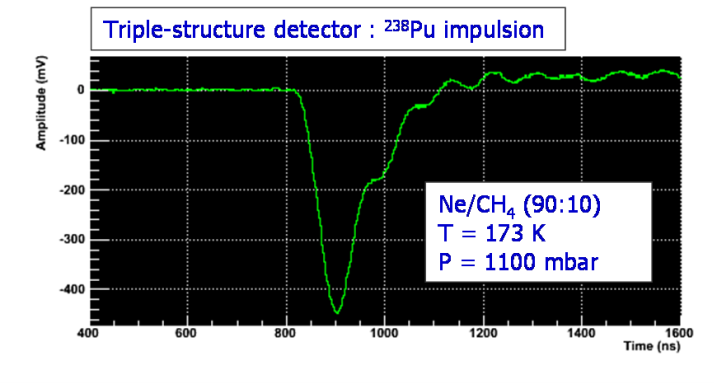 Triple-structure detector : ²³⁸Pu impulsion
Amplitude (mV)
0
-100
-200
-300
-400
Ne/CH₄ (90:10)
T = 173 K
P = 1100 mbar
400 600 800 1000 1200 1400 1600
Time (ns)